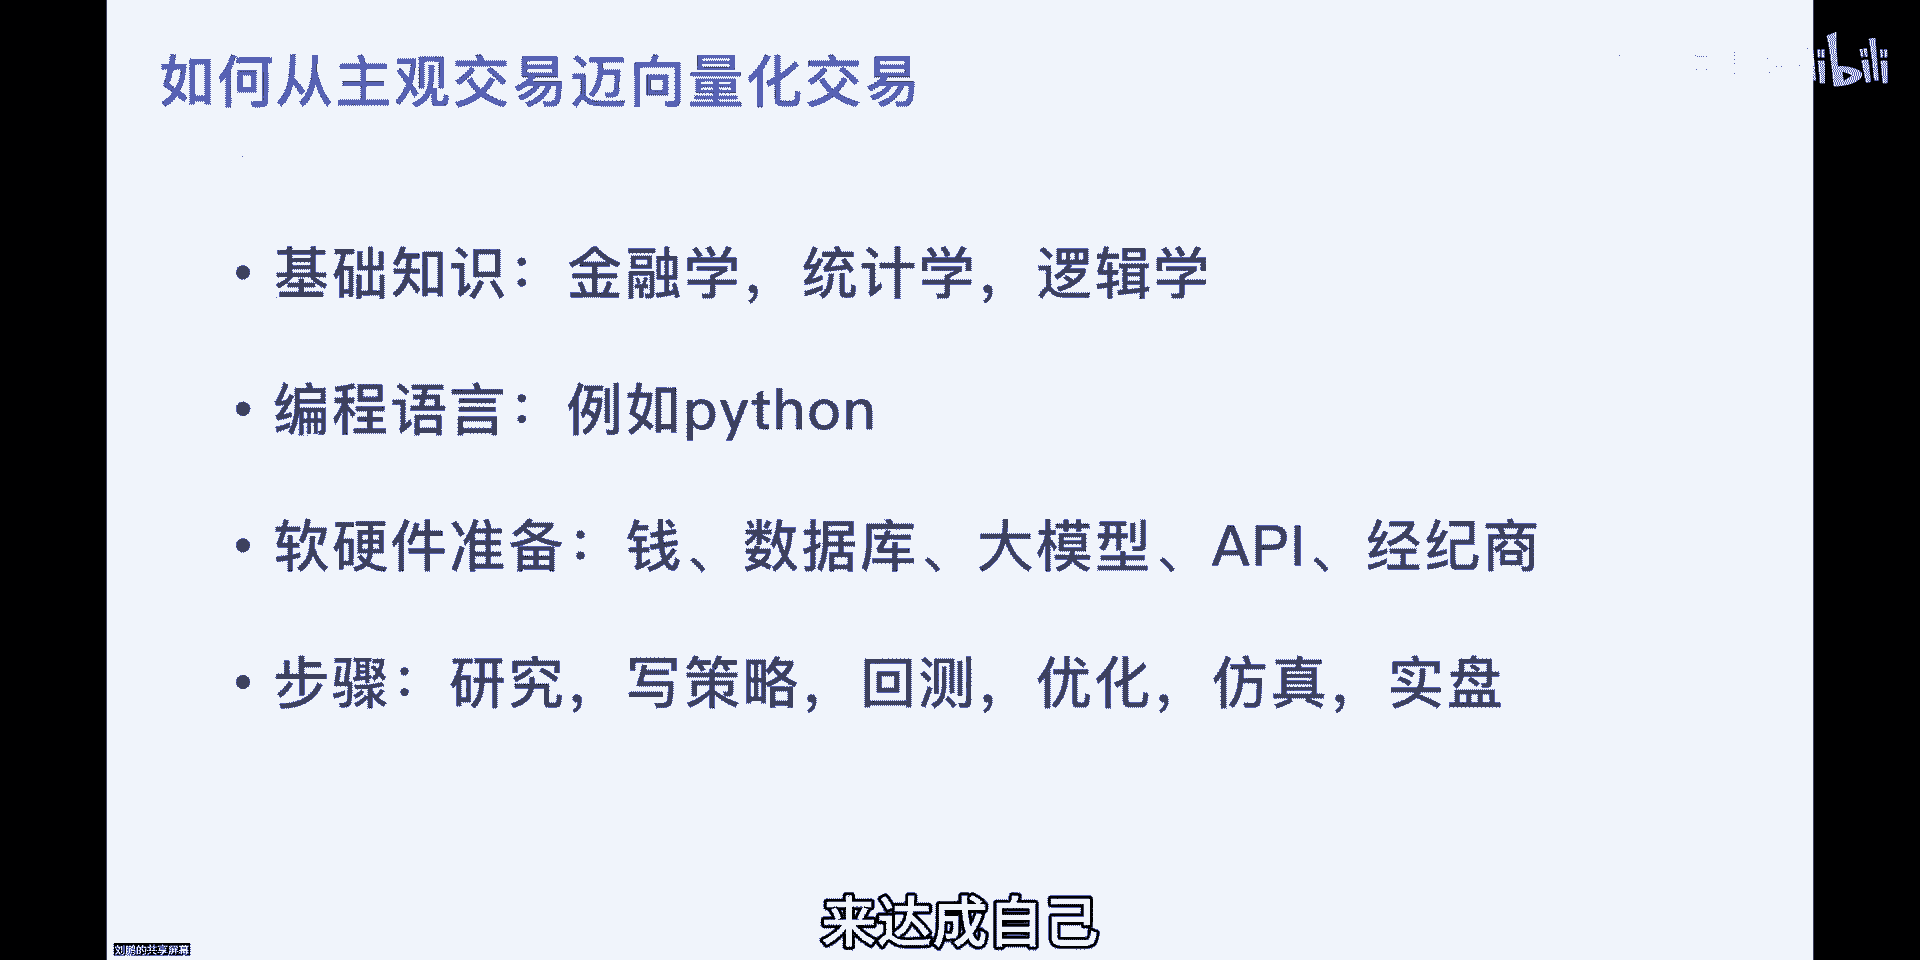 如何从主观交易迈向量化交易
bili
• 基础知识：金融学，统计学，逻辑学
• 编程语言：例如python
• 软硬件准备：钱、数据库、大模型、API、经纪商
• 步骤：研究，写策略，回测，优化，仿真，实盘
来达成自己
刘鹏的共享屏幕